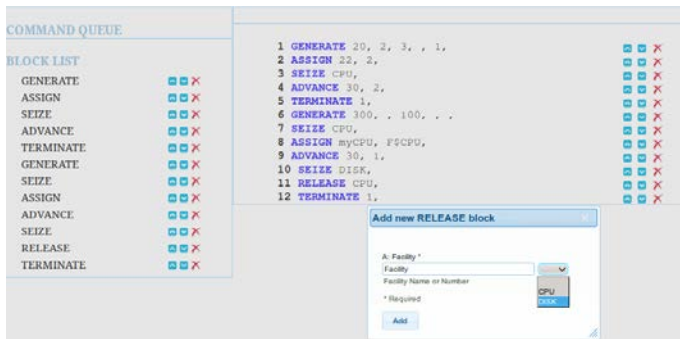 COMMAND QUEUE
BLOCK LIST
GENERATE
ASSIGN
SEIZE
ADVANCE
TERMINATE
GENERATE
SEIZE
ASSIGN
ADVANCE
SEIZE
RELEASE
TERMINATE
1 GENERATE 20, 2, 3, , 1,
2 ASSIGN 22, 2,
3 SEIZE CPU,
4 ADVANCE 30, 2,
5 TERMINATE 1,
6 GENERATE 300, , 100, , ,
7 SEIZE CPU,
8 ASSIGN myCPU, F$CPU,
9 ADVANCE 30, 1,
10 SEIZE DISK,
11 RELEASE CPU,
12 TERMINATE 1,
Add new RELEASE block
A: Facility *
Facility
Facility Name or Number
CPU
DISK
* Required
Add